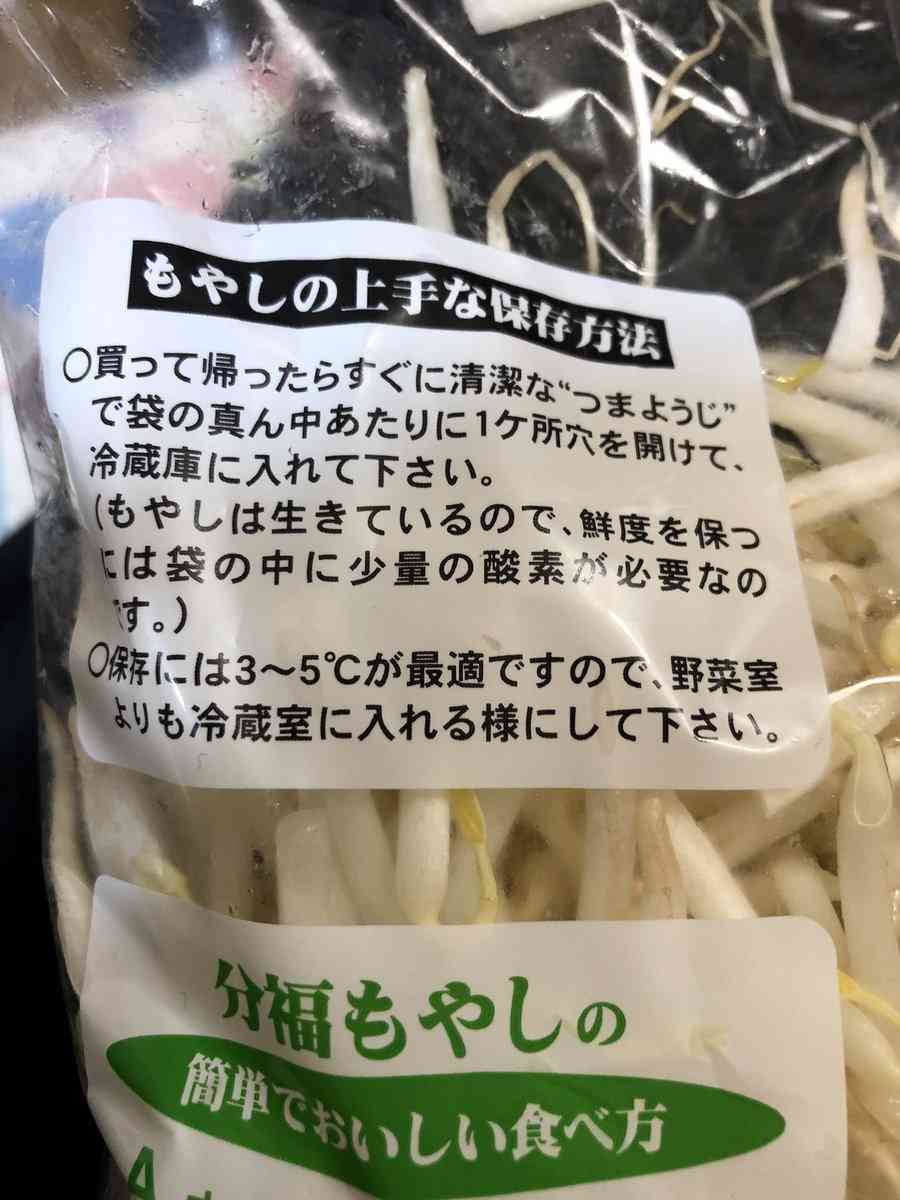 もやしの上手な保存方法
○買って帰ったらすぐに清潔な“つまようじ”
で袋の真ん中あたりに1ケ所穴を開けて、
冷蔵庫に入れて下さい。
(もやしは生きているので、鮮度を保つ
には袋の中に少量の酸素が必要なの
です。)
○保存には3〜5℃が最適ですので、野菜室
よりも冷蔵室に入れる様にして下さい。
分福もやしの
簡単でおいしい食べ方